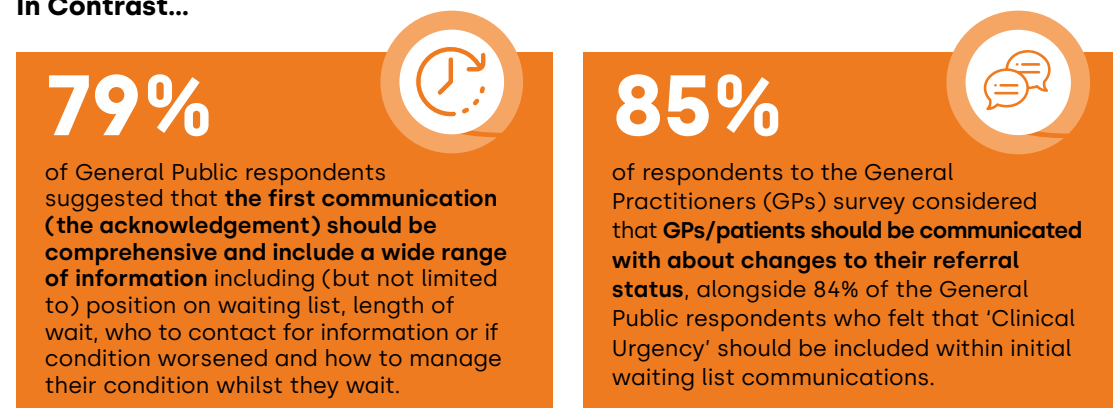 In Contrast...
79%
of General Public respondents
suggested that the first communication
(the acknowledgement) should be
comprehensive and include a wide range
of information including (but not limited
to) position on waiting list, length of
wait, who to contact for information or if
condition worsened and how to manage
their condition whilst they wait.
85%
of respondents to the General
Practitioners (GPs) survey considered
that GPs/patients should be communicated
with about changes to their referral
status, alongside 84% of the General
Public respondents who felt that ‘Clinical
Urgency’ should be included within initial
waiting list communications.